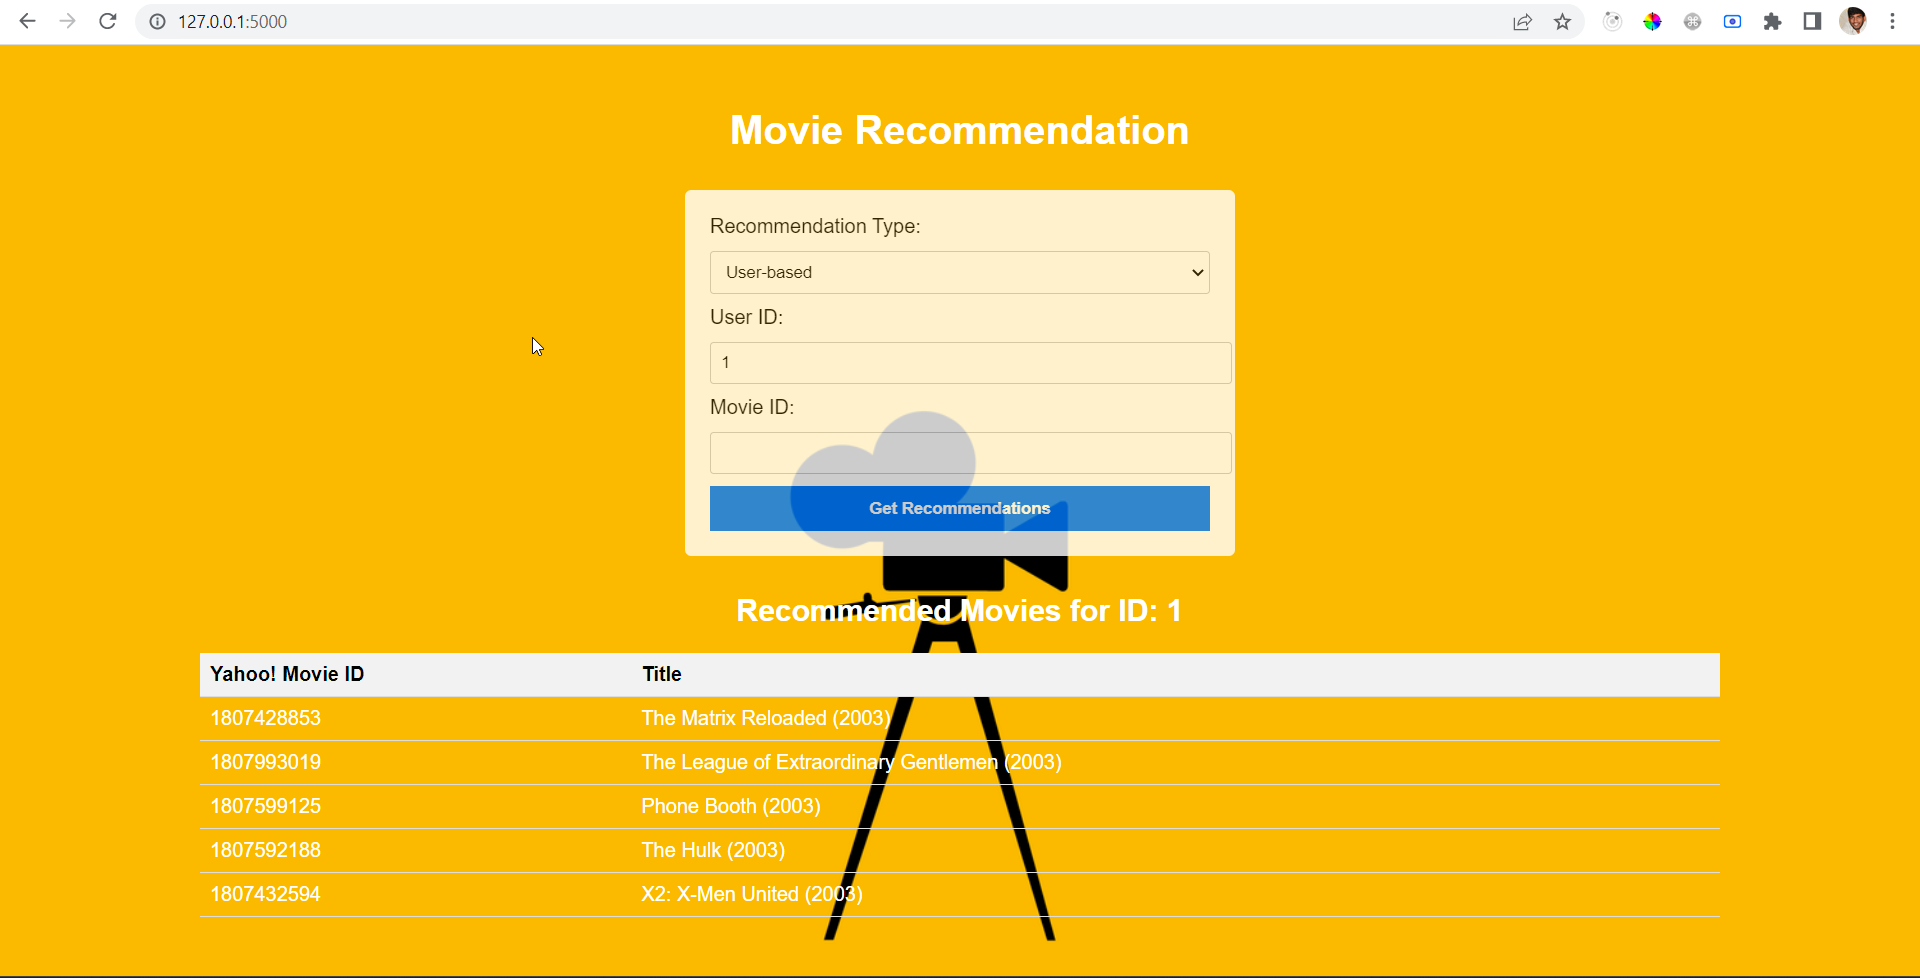 127.0.0.1:5000
Movie Recommendation
Recommendation Type:
User-based
User ID:
1
Movie ID:
Get Recommendations
Recommended Movies for ID: 1
Yahoo! Movie ID Title
1807428853 The Matrix Reloaded (2003)
1807993019 The League of Extraordinary Gentlemen (2003)
1807599125 Phone Booth (2003)
1807592188 The Hulk (2003)
1807432594 X2: X-Men United (2003)